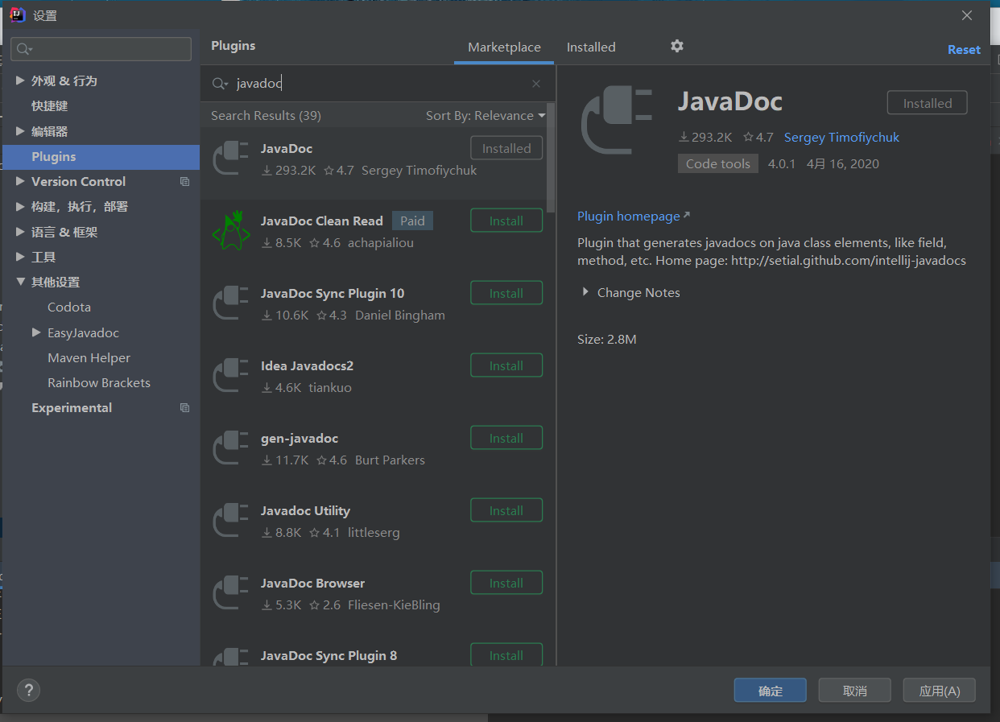 设置
Plugins
Marketplace
Installed
Reset
外观 & 行为
快捷键
编辑器
Plugins
Version Control
构建，执行，部署
语言 & 框架
工具
其他设置
Codota
EasyJavadoc
Maven Helper
Rainbow Brackets
Experimental
javadoc
Search Results (39)
Sort By: Relevance
JavaDoc
Installed
293.2K 4.7 Sergey Timofiychuk
JavaDoc Clean Read Paid
Install
8.5K 4.6 achapialiou
JavaDoc Sync Plugin 10
Install
10.6K 4.3 Daniel Bingham
Idea Javadocs2
Install
4.6K tiankuo
gen-javadoc
Install
11.7K 4.6 Burt Parkers
Javadoc Utility
Install
8.8K 4.1 littleserg
JavaDoc Browser
Install
5.3K 2.6 Fliesen-KieBling
JavaDoc Sync Plugin 8
Install
JavaDoc
Installed
293.2K 4.7 Sergey Timofiychuk
Code tools 4.0.1 4月 16, 2020
Plugin homepage
Plugin that generates javadocs on java class elements, like field,
method, etc. Home page: http://setial.github.com/intellij-javadocs
Change Notes
Size: 2.8M
?
确定
取消
应用(A)